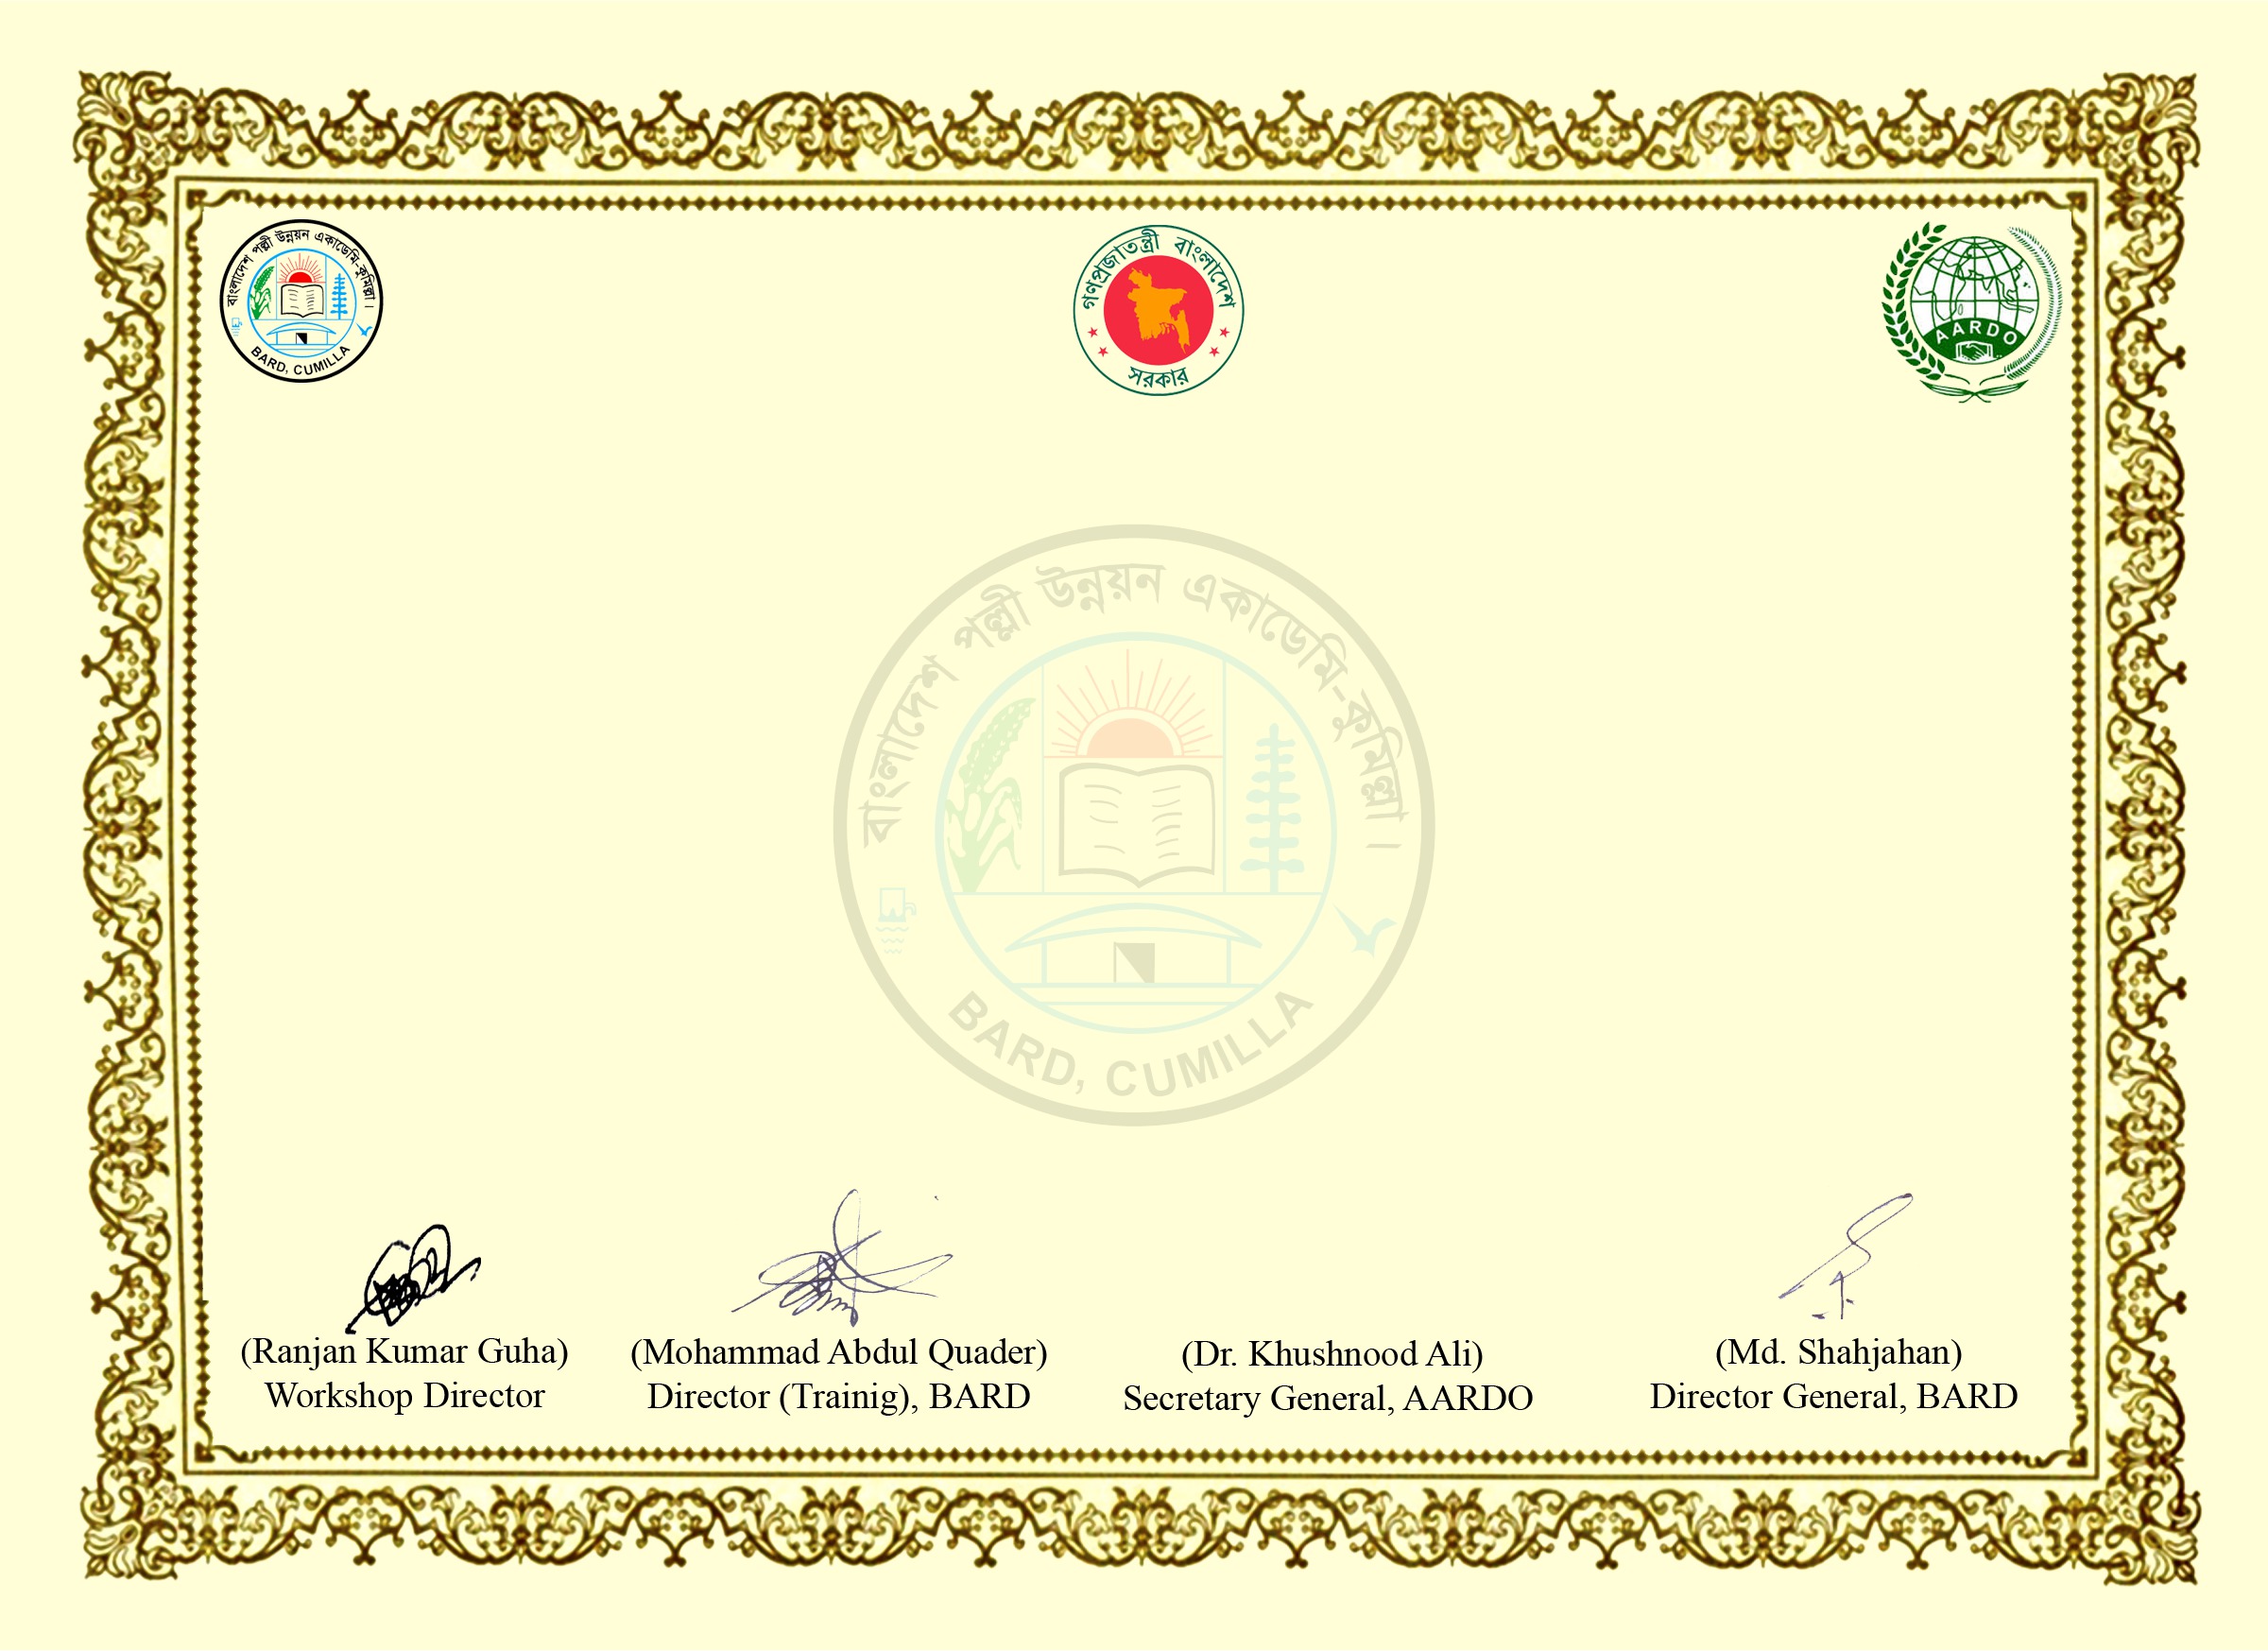 বাংলাদেশ পল্লী উন্নয়ন একাডেমি-কুমিল্লা।
BARD, CUMILLA
গণপ্রজাতন্ত্রী বাংলাদেশ
সরকার
AARDO
বাংলাদেশ পল্লী উন্নয়ন একাডেমি-কুমিল্লা।
BARD, CUMILLA
(Ranjan Kumar Guha) (Mohammad Abdul Quader) (Dr. Khushnood Ali) (Md. Shahjahan)
Workshop Director Director (Trainig), BARD Secretary General, AARDO Director General, BARD